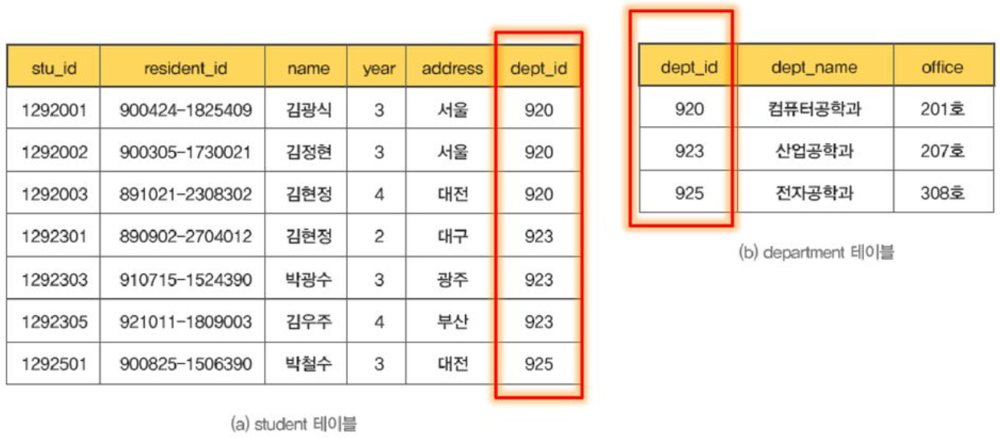 stu_id resident_id name year address dept_id
1292001 900424-1825409 김광식 3 서울 920
1292002 900305-1730021 김정현 3 서울 920
1292003 891021-2308302 김현정 4 대전 920
1292301 890902-2704012 김현정 2 대구 923
1292303 910715-1524390 박광수 3 광주 923
1292305 921011-1809003 김우주 4 부산 923
1292501 900825-1506390 박철수 3 대전 925
(a) student 테이블
dept_id dept_name office
920 컴퓨터공학과 201호
923 산업공학과 207호
925 전자공학과 308호
(b) department 테이블